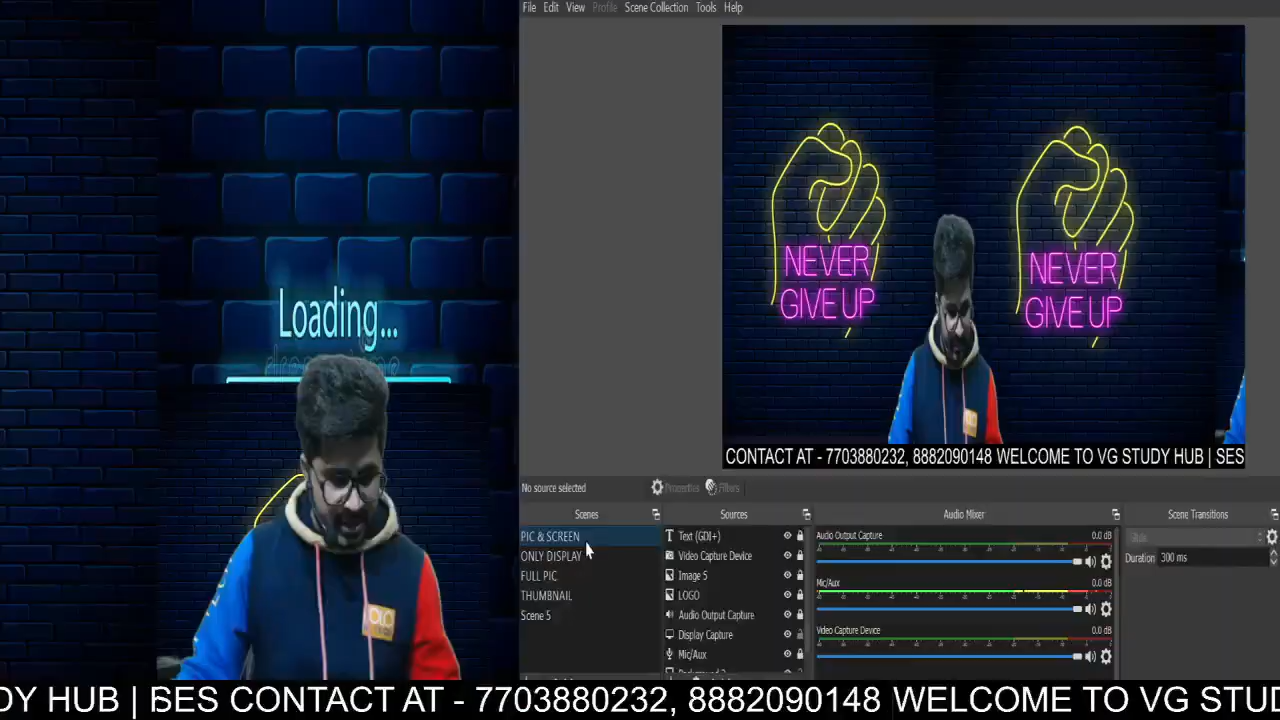 File Edit View Profile Scene Collection Tools Help
Loading...
NEVER
GIVE UP
NEVER
GIVE UP
CONTACT AT - 7703880232, 8882090148 WELCOME TO VG STUDY HUB | SES
No source selected
Properties
Filters
Scenes
PIC & SCREEN
ONLY DISPLAY
FULL PIC
THUMBNAIL
Scene 5
Sources
Text (GDI+)
Video Capture Device
Image 5
LOGO
Audio Output Capture
Display Capture
Mic/Aux
Audio Mixer
Audio Output Capture 0.0 dB
Mic/Aux 0.0 dB
Video Capture Device 0.0 dB
Scene Transitions
Duration 300 ms
DY HUB | SES CONTACT AT - 7703880232, 8882090148 WELCOME TO VG STUD